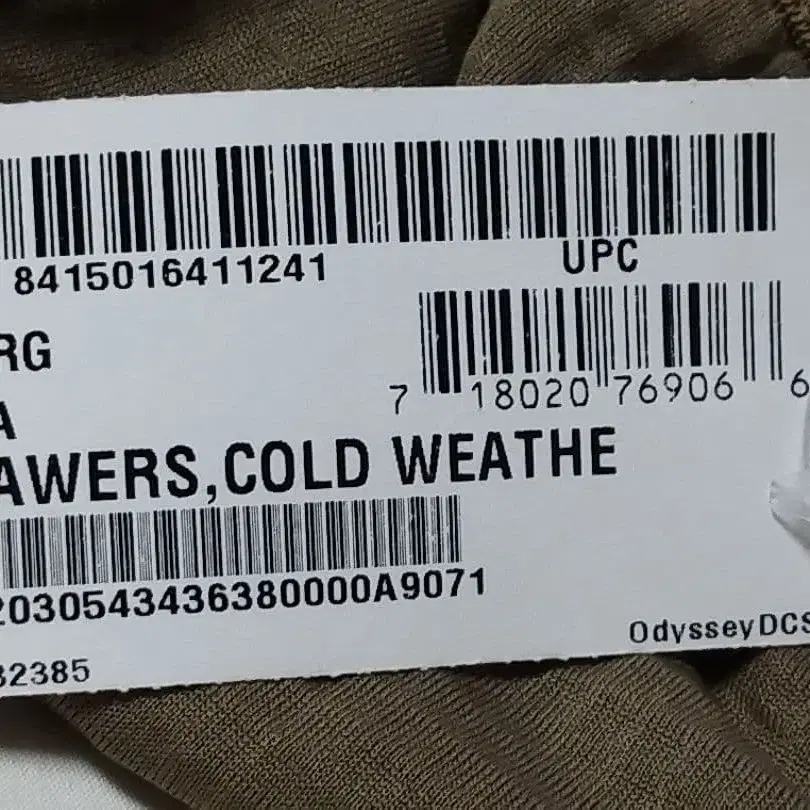 8415016411241
UPC
RG
7 18020 76906 6
A
AWERS,COLD WEATHE
2030543436380000A9071
OdysseyDCS
32385